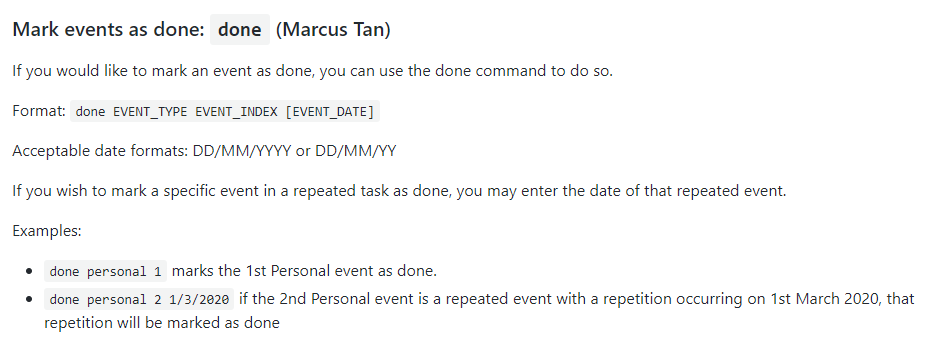 Mark events as done: done (Marcus Tan)
If you would like to mark an event as done, you can use the done command to do so.
Format: done EVENT_TYPE EVENT_INDEX [EVENT_DATE]
Acceptable date formats: DD/MM/YYYY or DD/MM/YY
If you wish to mark a specific event in a repeated task as done, you may enter the date of that repeated event.
Examples:
• done personal 1 marks the 1st Personal event as done.
• done personal 2 1/3/2020 if the 2nd Personal event is a repeated event with a repetition occurring on 1st March 2020, that
repetition will be marked as done